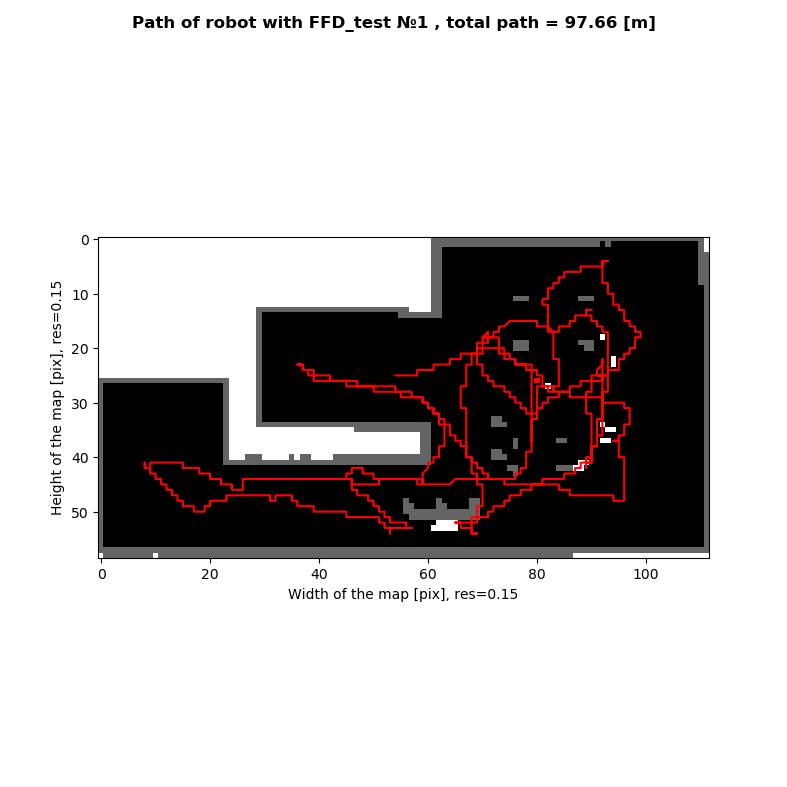 Path of robot with FFD_test №1 , total path = 97.66 [m]
0
10
20
30
40
50
Height of the map [pix], res=0.15
0 20 40 60 80 100
Width of the map [pix], res=0.15